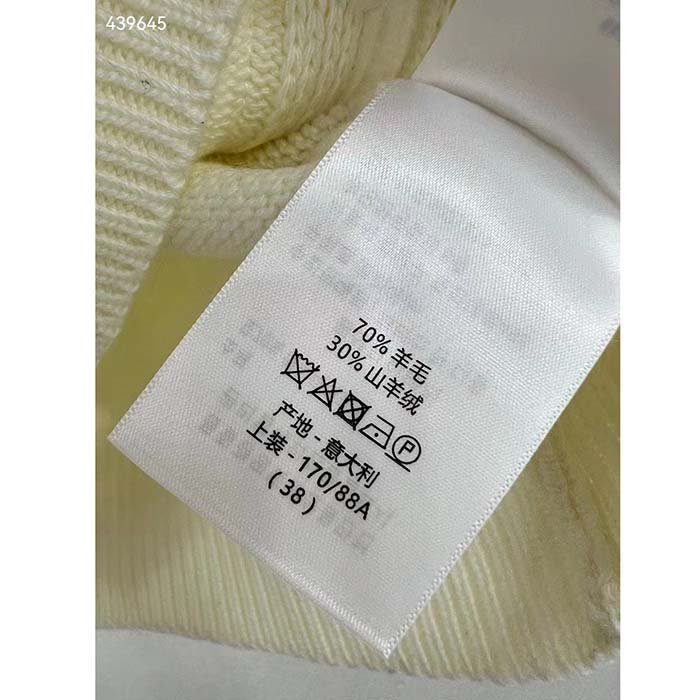 439645
70% 羊毛
30% 山羊绒
P
产地 - 意大利
上装 - 170/88A
( 38 )